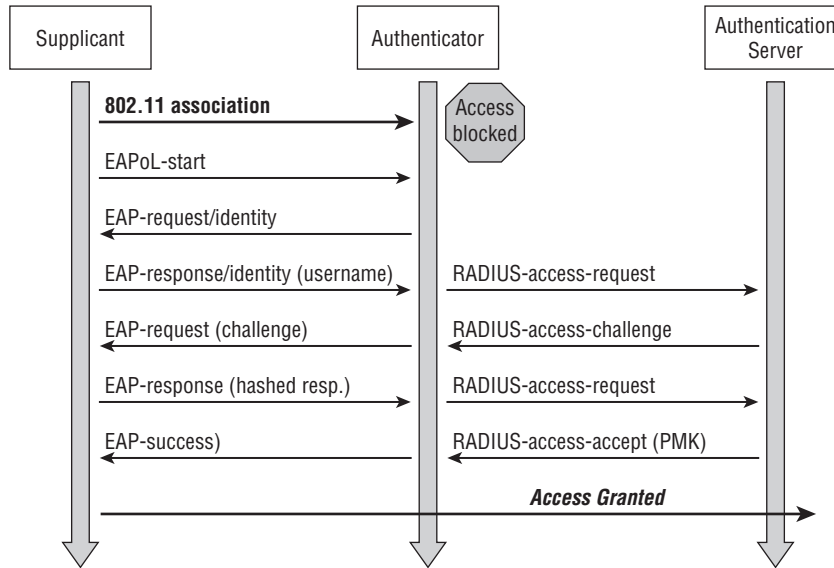 Supplicant
Authenticator
Authentication
Server
802.11 association
Access
blocked
EAPoL-start
EAP-request/identity
EAP-response/identity (username)
RADIUS-access-request
EAP-request (challenge)
RADIUS-access-challenge
EAP-response (hashed resp.)
RADIUS-access-request
EAP-success)
RADIUS-access-accept (PMK)
Access Granted